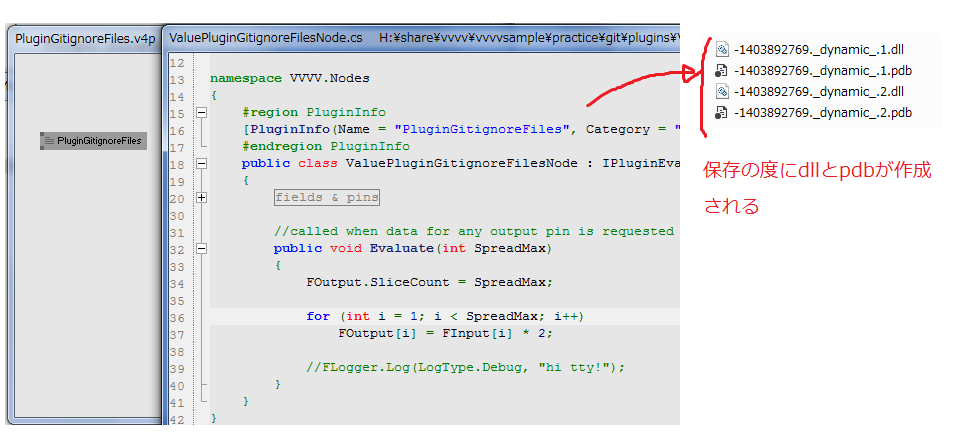 PluginGitignoreFiles.v4p
PluginGitignoreFiles
ValuePluginGitignoreFilesNode.cs H:¥share¥vvvv¥vvvvsample¥practice¥git¥plugins¥V
12
13 namespace VVVV.Nodes
14 {
15 #region PluginInfo
16 [PluginInfo(Name = "PluginGitignoreFiles", Category = "
17 #endregion PluginInfo
18 public class ValuePluginGitignoreFilesNode : IPluginEva
19 {
20 fields & pins
30
31 //called when data for any output pin is requested
32 public void Evaluate(int SpreadMax)
33 {
34 FOutput.SliceCount = SpreadMax;
35
36 for (int i = 1; i < SpreadMax; i++)
37 FOutput[i] = FInput[i] * 2;
38
39 //FLogger.Log(LogType.Debug, "hi tty!");
40 }
41 }
42 }
-1403892769._dynamic_.1.dll
-1403892769._dynamic_.1.pdb
-1403892769._dynamic_.2.dll
-1403892769._dynamic_.2.pdb
保存の度にdllとpdbが作成
される